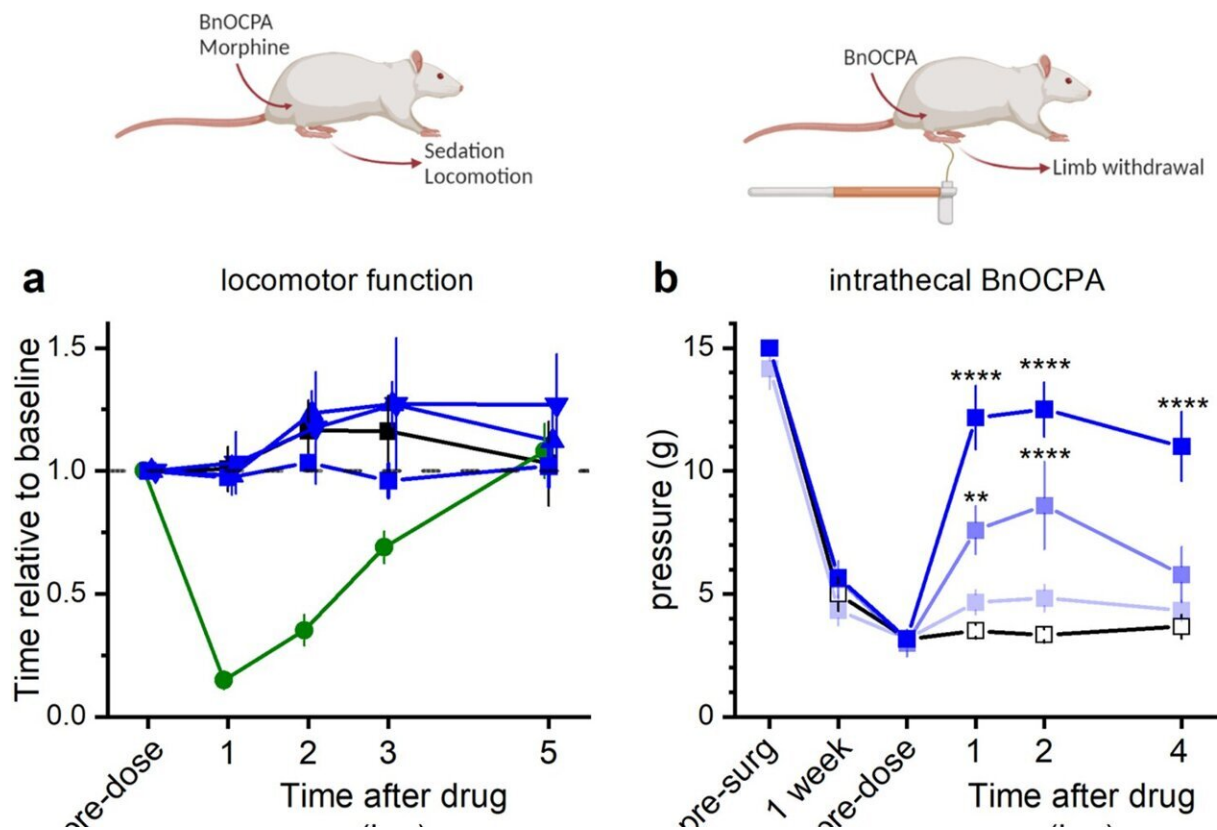 BnOCPA
Morphine
Sedation
Locomotion
BnOCPA
Limb withdrawal
a locomotor function
Time relative to baseline
1.5
1.0
0.5
0.0
1 2 3 5
Time after drug
b intrathecal BnOCPA
pressure (g)
15
10
5
0
**** **** ****
****
**
pre-surg 1 week pre-dose 1 2 4
Time after drug